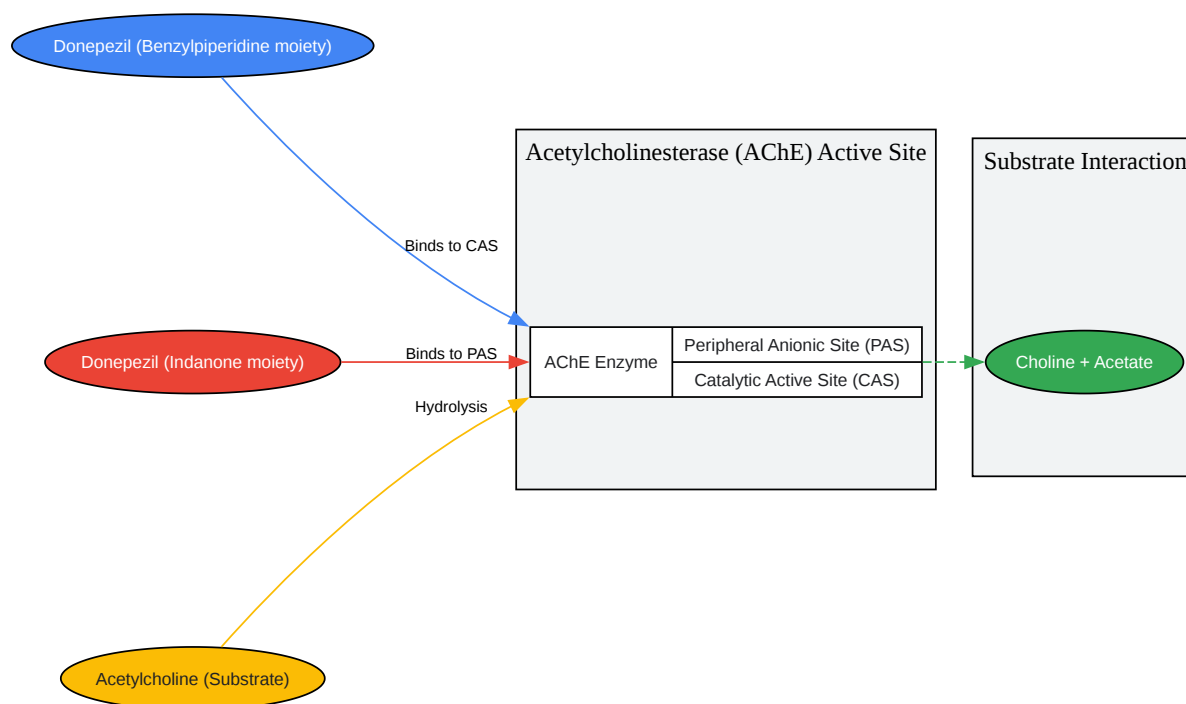 Donepezil (Benzylpiperidine moiety)
Acetylcholinesterase (AChE) Active Site
Substrate Interaction
Binds to CAS
Donepezil (Indanone moiety)
Binds to PAS
AChE Enzyme
Peripheral Anionic Site (PAS)
Catalytic Active Site (CAS)
Choline + Acetate
Hydrolysis
Acetylcholine (Substrate)